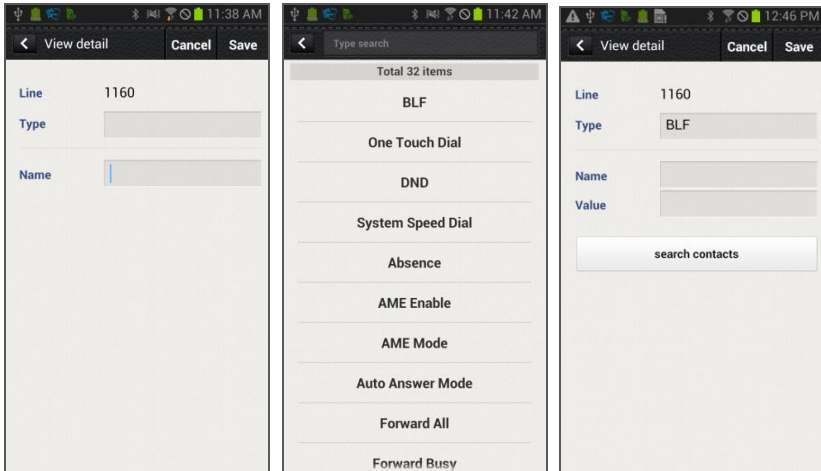 11:38 AM
View detail
Cancel
Save
Line 1160
Type
Name
11:42 AM
Type search
Total 32 items
BLF
One Touch Dial
DND
System Speed Dial
Absence
AME Enable
AME Mode
Auto Answer Mode
Forward All
Forward Busy
12:46 PM
View detail
Cancel
Save
Line 1160
Type BLF
Name
Value
search contacts